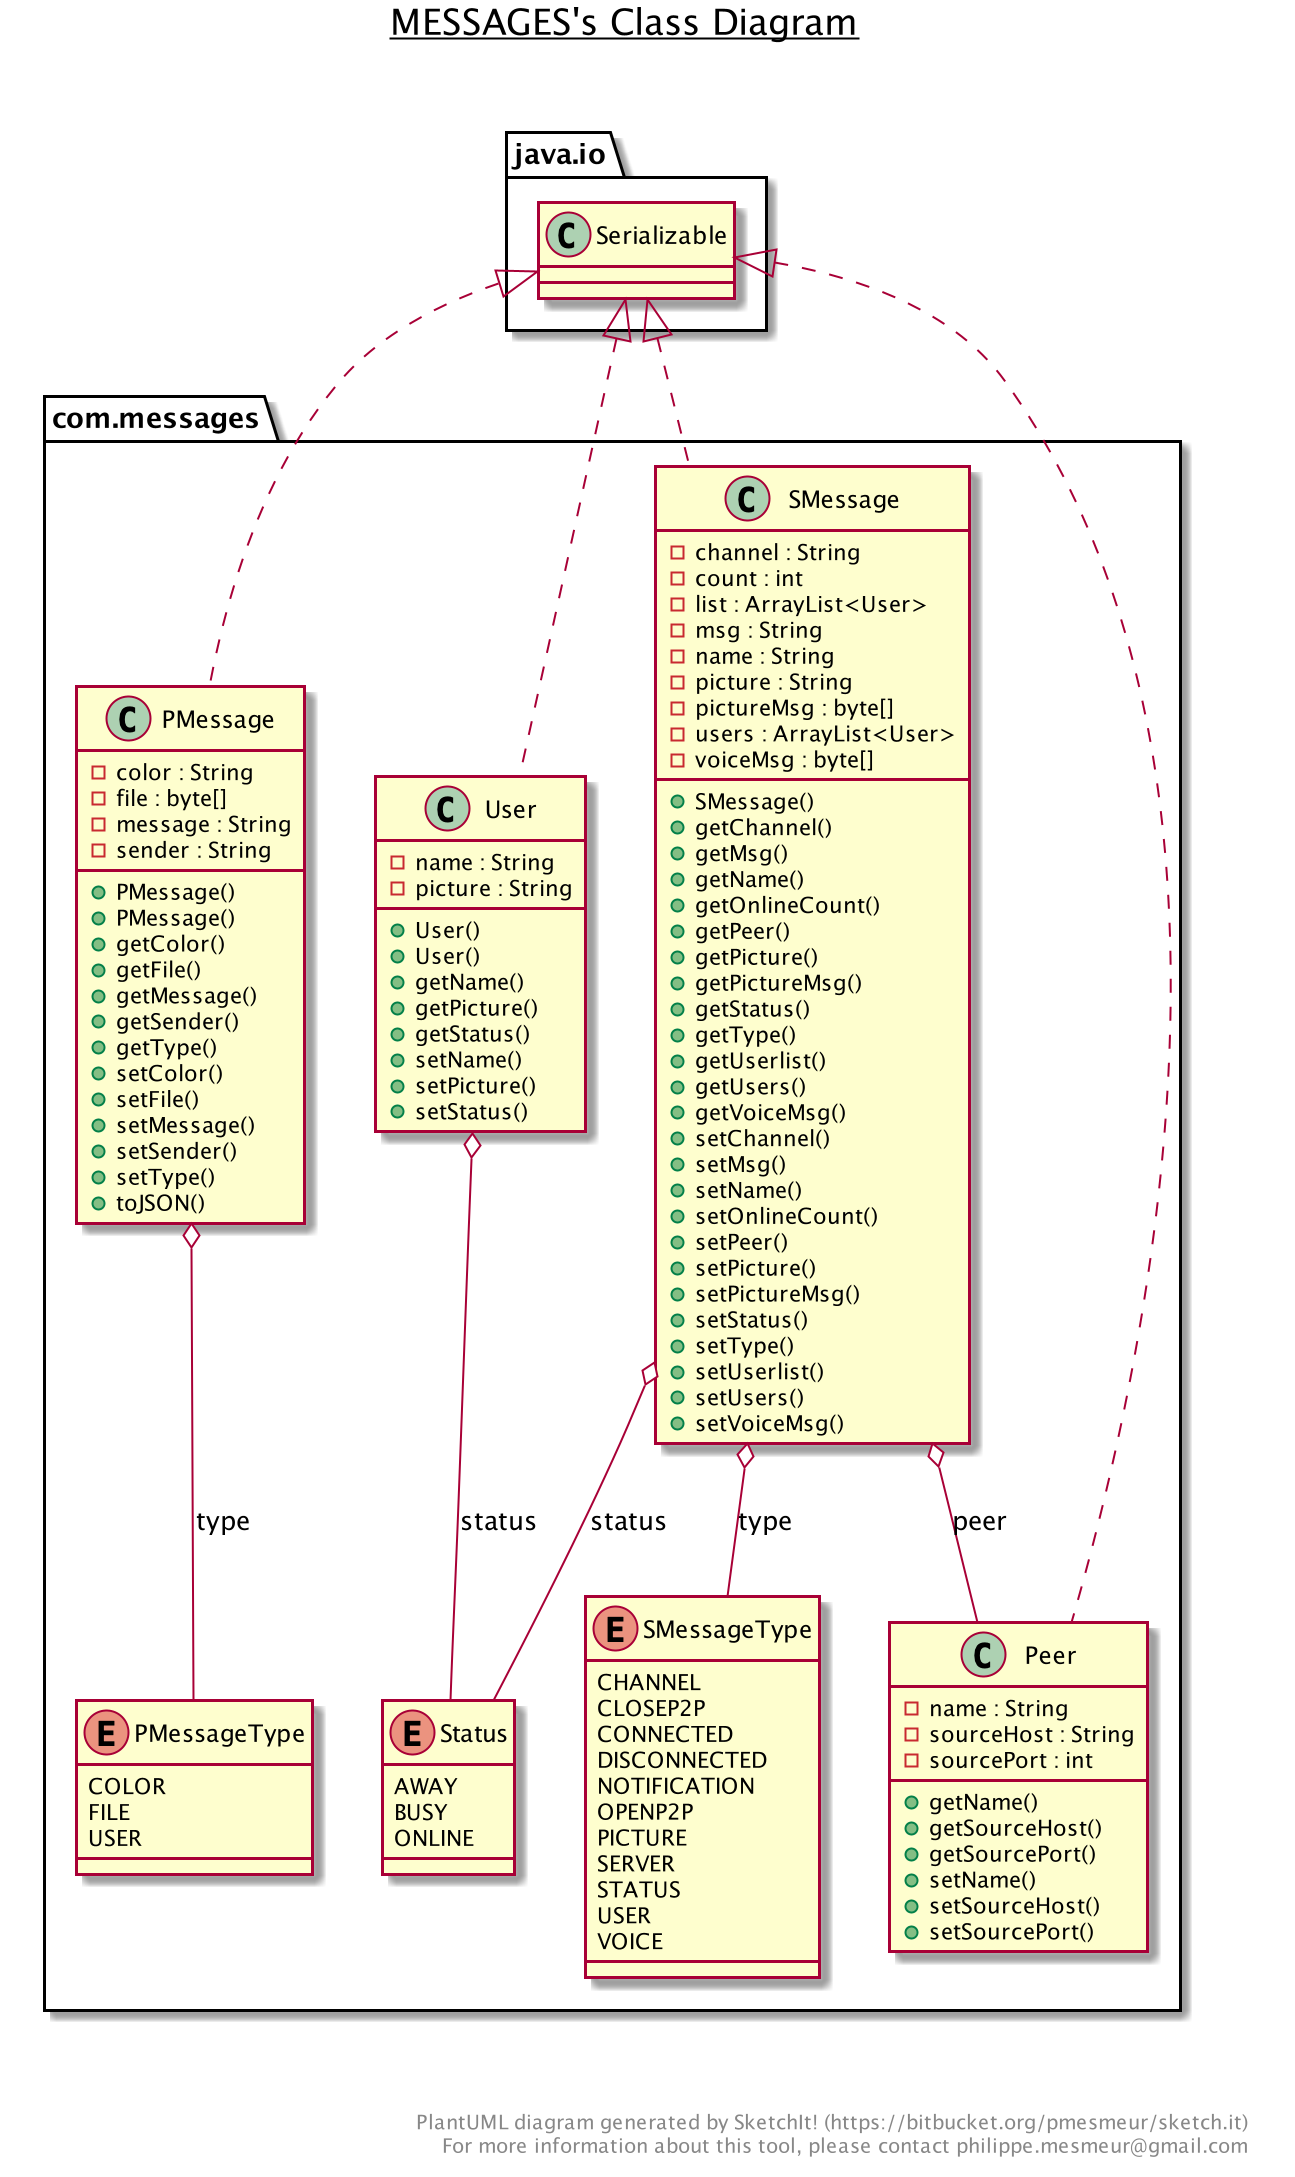 MESSAGES's Class Diagram
java.io
C Serializable
com.messages
C SMessage
channel : String
count : int
list : ArrayList<User>
msg : String
name : String
picture : String
pictureMsg : byte[]
users : ArrayList<User>
voiceMsg : byte[]
SMessage()
getChannel()
getMsg()
getName()
getOnlineCount()
getPeer()
getPicture()
getPictureMsg()
getStatus()
getType()
getUserlist()
getUsers()
getVoiceMsg()
setChannel()
setMsg()
setName()
setOnlineCount()
setPeer()
setPicture()
setPictureMsg()
setStatus()
setType()
setUserlist()
setUsers()
setVoiceMsg()
C PMessage
color : String
file : byte[]
message : String
sender : String
PMessage()
PMessage()
getColor()
getFile()
getMessage()
getSender()
getType()
setColor()
setFile()
setMessage()
setSender()
setType()
toJSON()
C User
name : String
picture : String
User()
User()
getName()
getPicture()
getStatus()
setName()
setPicture()
setStatus()
type
status
status
type
peer
E PMessageType
COLOR
FILE
USER
E Status
AWAY
BUSY
ONLINE
E SMessageType
CHANNEL
CLOSEP2P
CONNECTED
DISCONNECTED
NOTIFICATION
OPENP2P
PICTURE
SERVER
STATUS
USER
VOICE
C Peer
name : String
sourceHost : String
sourcePort : int
getName()
getSourceHost()
getSourcePort()
setName()
setSourceHost()
setSourcePort()
PlantUML diagram generated by SketchIt! (https://bitbucket.org/pmesmeur/sketch.it)
For more information about this tool, please contact philippe.mesmeur@gmail.com